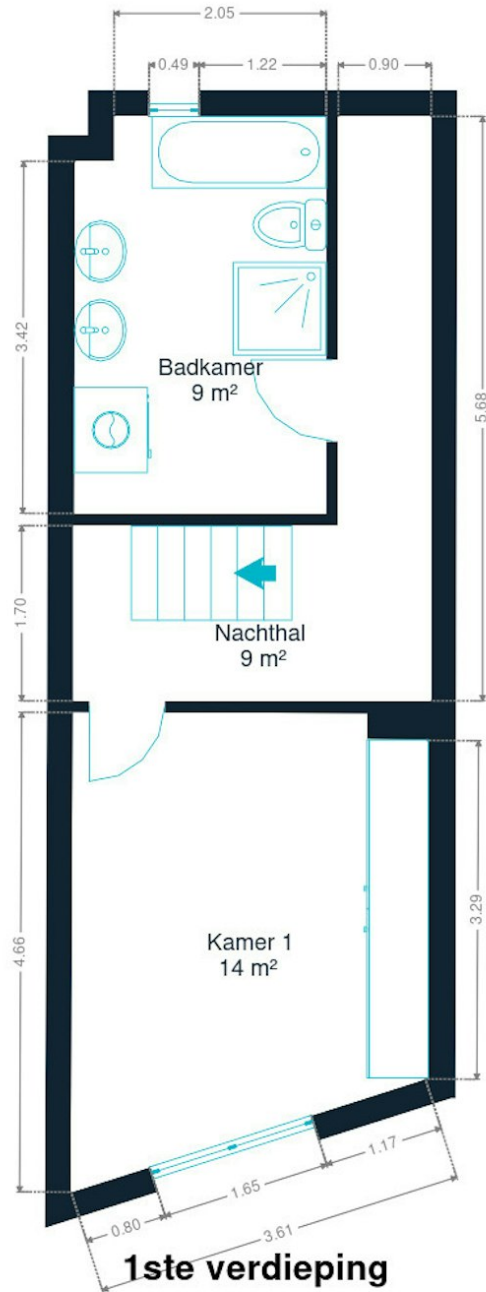 2.05
0.49
1.22
0.90
3.42
5.68
Badkamer
9 m²
1.70
Nachthal
9 m²
4.66
3.29
Kamer 1
14 m²
1.17
1.65
0.80
3.61
1ste verdieping